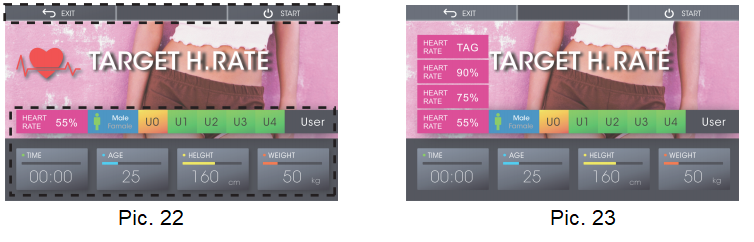 EXIT START
TARGET H.RATE
HEART RATE 55% Male Famale U0 U1 U2 U3 U4 User
TIME AGE HELGHT WEIGHT
00:00 25 160 cm 50 kg
Pic. 22
EXIT START
HEART RATE TAG
TARGET H.RATE
HEART RATE 90%
HEART RATE 75%
HEART RATE 55% Male Famale U0 U1 U2 U3 U4 User
TIME AGE HELGHT WEIGHT
00:00 25 160 cm 50 kg
Pic. 23